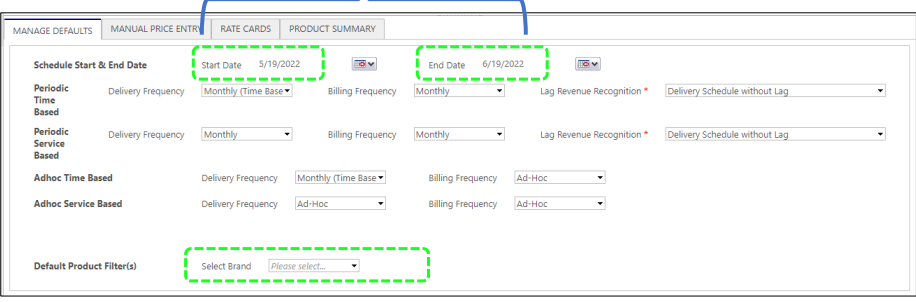 MANAGE DEFAULTS MANUAL PRICE ENTRY RATE CARDS PRODUCT SUMMARY
Schedule Start & End Date Start Date 5/19/2022 End Date 6/19/2022
Periodic Time Based Delivery Frequency Monthly (Time Base Billing Frequency Monthly Lag Revenue Recognition * Delivery Schedule without Lag
Periodic Service Based Delivery Frequency Monthly Billing Frequency Monthly Lag Revenue Recognition * Delivery Schedule without Lag
Adhoc Time Based Delivery Frequency Monthly (Time Base Billing Frequency Ad-Hoc
Adhoc Service Based Delivery Frequency Ad-Hoc Billing Frequency Ad-Hoc
Default Product Filter(s) Select Brand Please select...